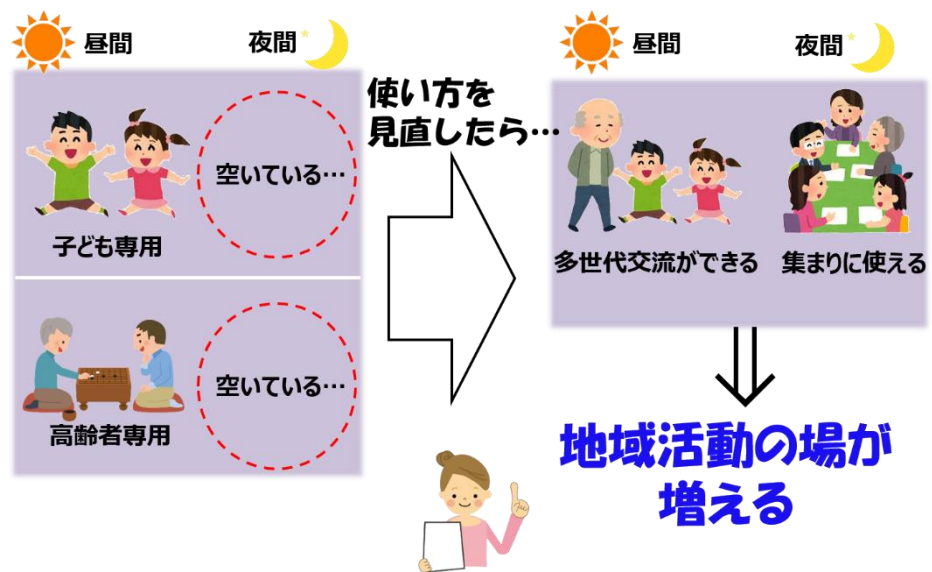 昼間
夜間
空いている…
子ども専用
空いている…
高齢者専用
使い方を
見直したら…
昼間
夜間
多世代交流ができる
集まりに使える
地域活動の場が
増える